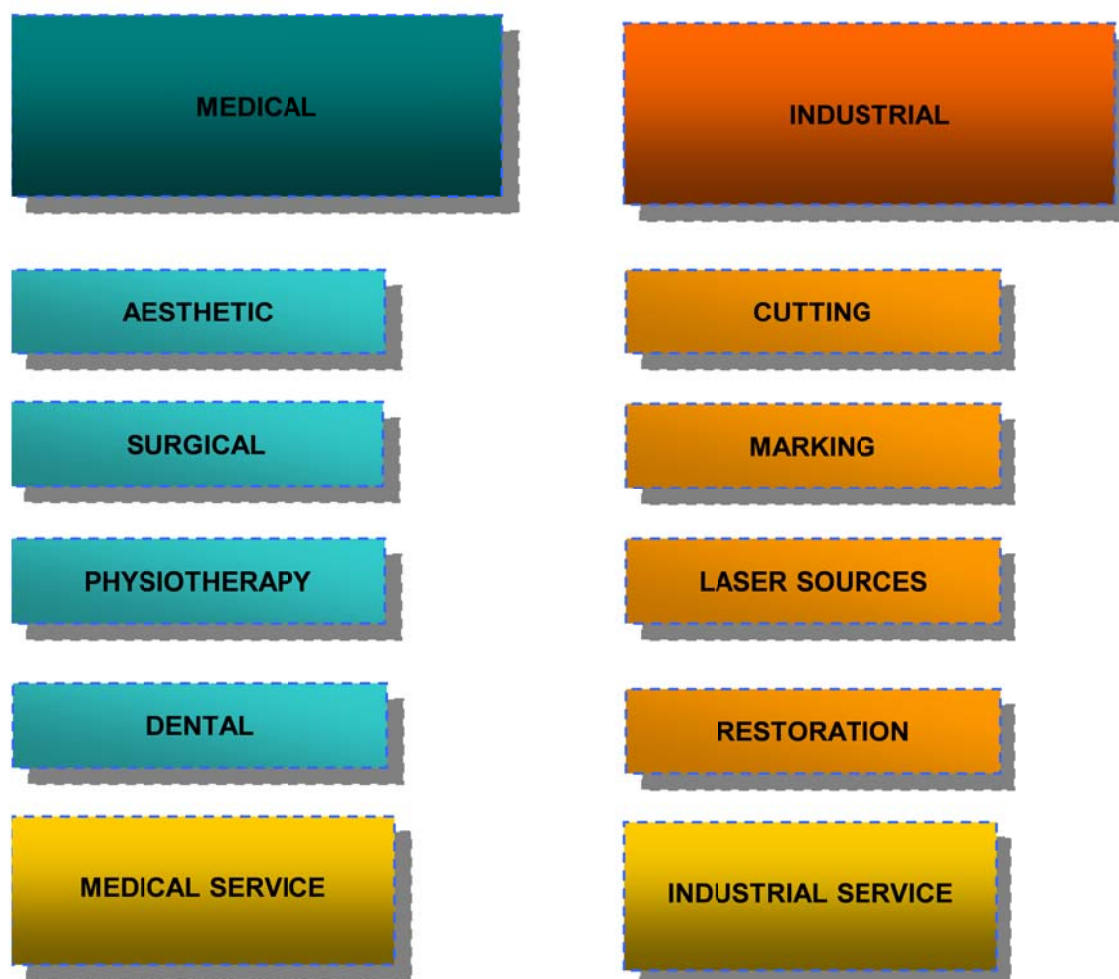 MEDICAL
INDUSTRIAL
AESTHETIC
CUTTING
SURGICAL
MARKING
PHYSIOTHERAPY
LASER SOURCES
DENTAL
RESTORATION
MEDICAL SERVICE
INDUSTRIAL SERVICE